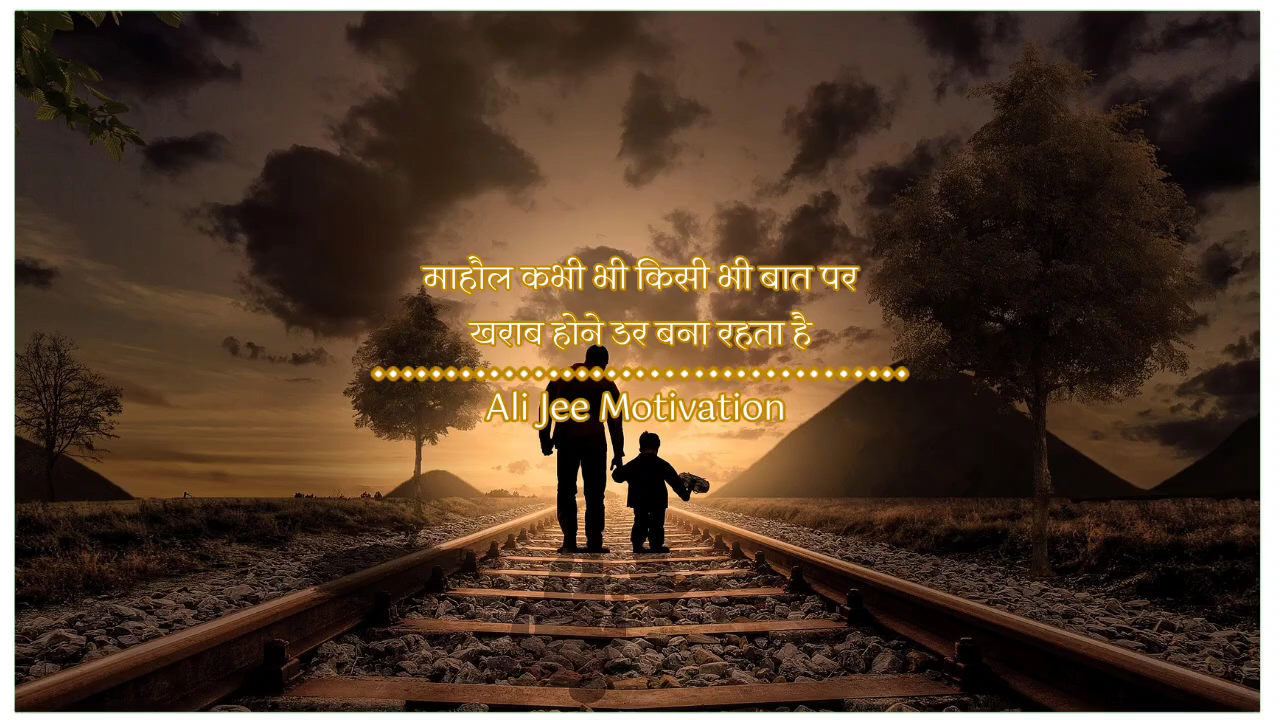 माहौल कभी भी किसी भी बात पर
खराब होने डर बना रहता है
Ali Jee Motivation